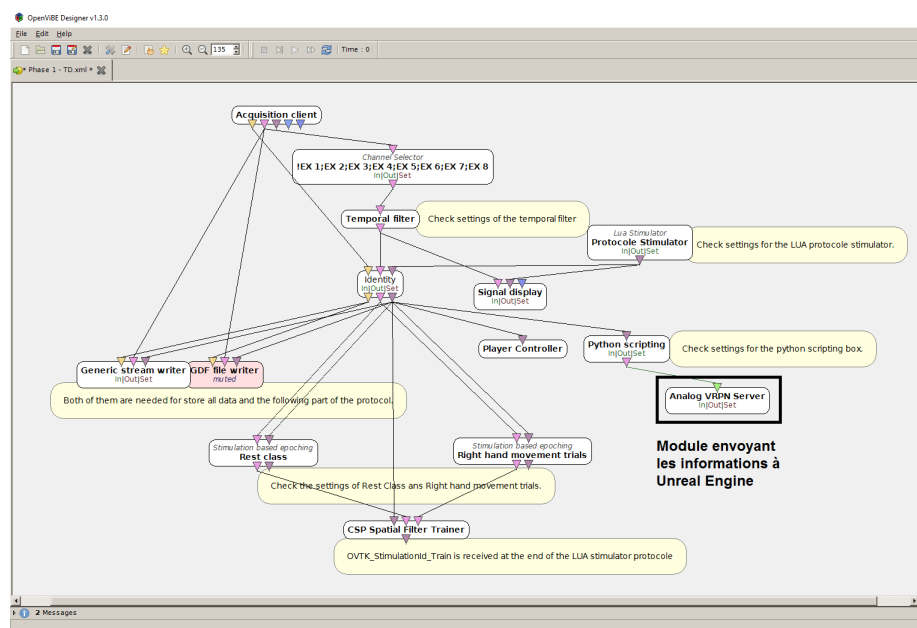 OpenViBE Designer v1.3.0
File Edit Help
135
Time : 0
* Phase 1 - TD.xml *
Acquisition client
Channel Selector
!EX 1;EX 2;EX 3;EX 4;EX 5;EX 6;EX 7;EX 8
In|Out|Set
Temporal filter
Check settings of the temporal filter
Lua Stimulator
Protocole Stimulator
Check settings for the LUA protocole stimulator.
Identity
In|Out|Set
Signal display
In|Out|Set
Player Controller
Python scripting
In|Out|Set
Check settings for the python scripting box.
Generic stream writer
In|Out|Set
GDF file writer
muted
Both of them are needed for store all data and the following part of the protocol.
Analog VRPN Server
In|Out|Set
Module envoyant
les informations à
Unreal Engine
Stimulation based epoching
Rest class
Stimulation based epoching
Right hand movement trials
Check the settings of Rest Class ans Right hand movement trials.
CSP Spatial Filter Trainer
OVTK_StimulationId_Train is received at the end of the LUA stimulator protocole
2 Messages